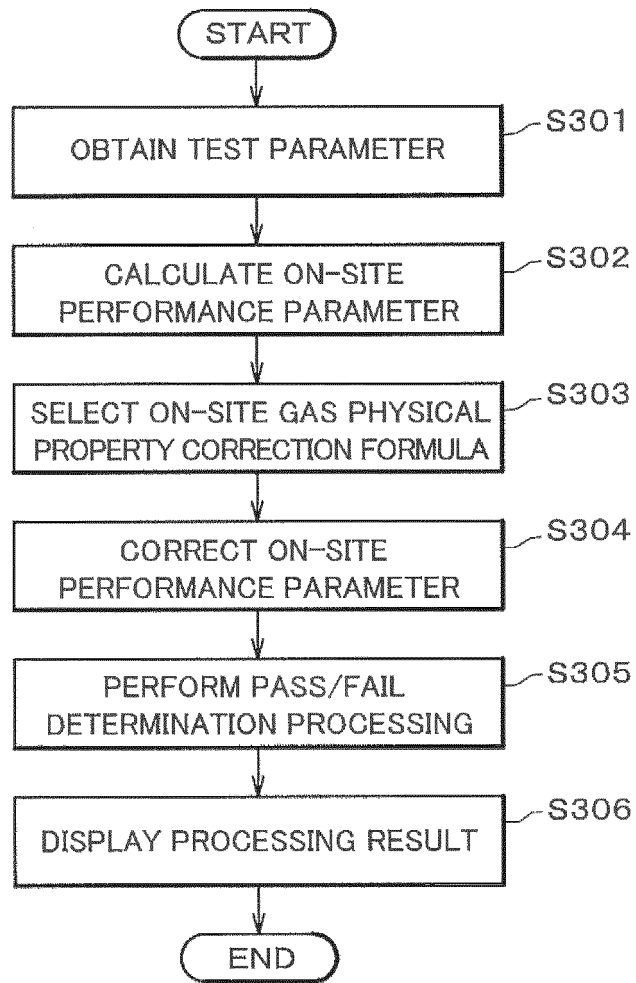 START
OBTAIN TEST PARAMETER
S301
CALCULATE ON-SITE
PERFORMANCE PARAMETER
S302
SELECT ON-SITE GAS PHYSICAL
PROPERTY CORRECTION FORMULA
S303
CORRECT ON-SITE
PERFORMANCE PARAMETER
S304
PERFORM PASS/FAIL
DETERMINATION PROCESSING
S305
DISPLAY PROCESSING RESULT
S306
END